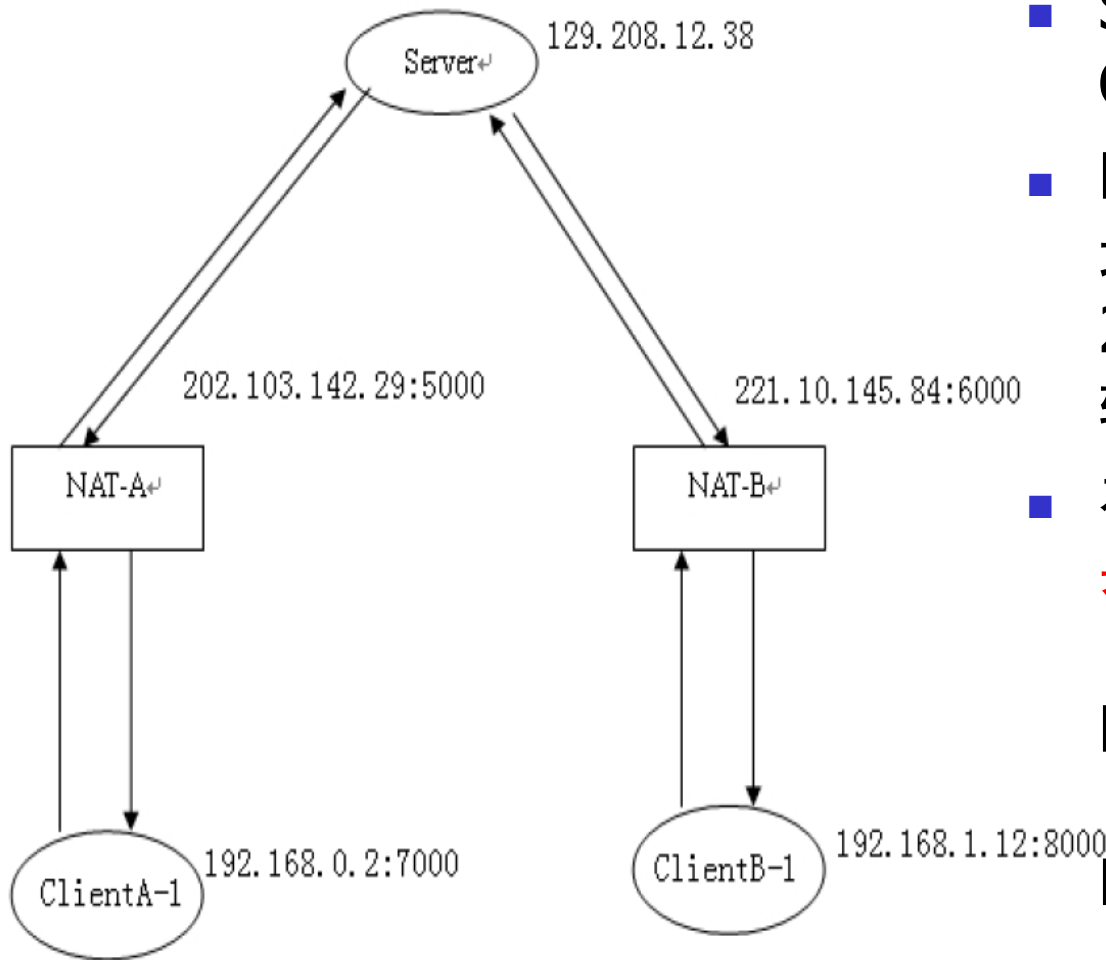 Server↵
129.208.12.38
202.103.142.29:5000
221.10.145.84:6000
NAT-A↵
NAT-B↵
192.168.0.2:7000
192.168.1.12:8000
ClientA-1
ClientB-1